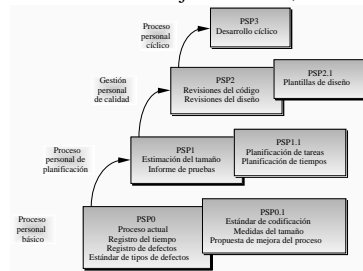 Proceso
personal
cíclico
PSP3
Desarrollo cíclico
Gestión
personal
de calidad
PSP2
Revisiones del código
Revisiones del diseño
PSP2.1
Plantillas de diseño
Proceso
personal de
planificación
PSP1
Estimación del tamaño
Informe de pruebas
PSP1.1
Planificación de tareas
Planificación de tiempos
Proceso
personal
básico
PSP0
Proceso actual
Registro del tiempo
Registro de defectos
Estándar de tipos de defectos
PSP0.1
Estándar de codificación
Medidas del tamaño
Propuesta de mejora del proceso